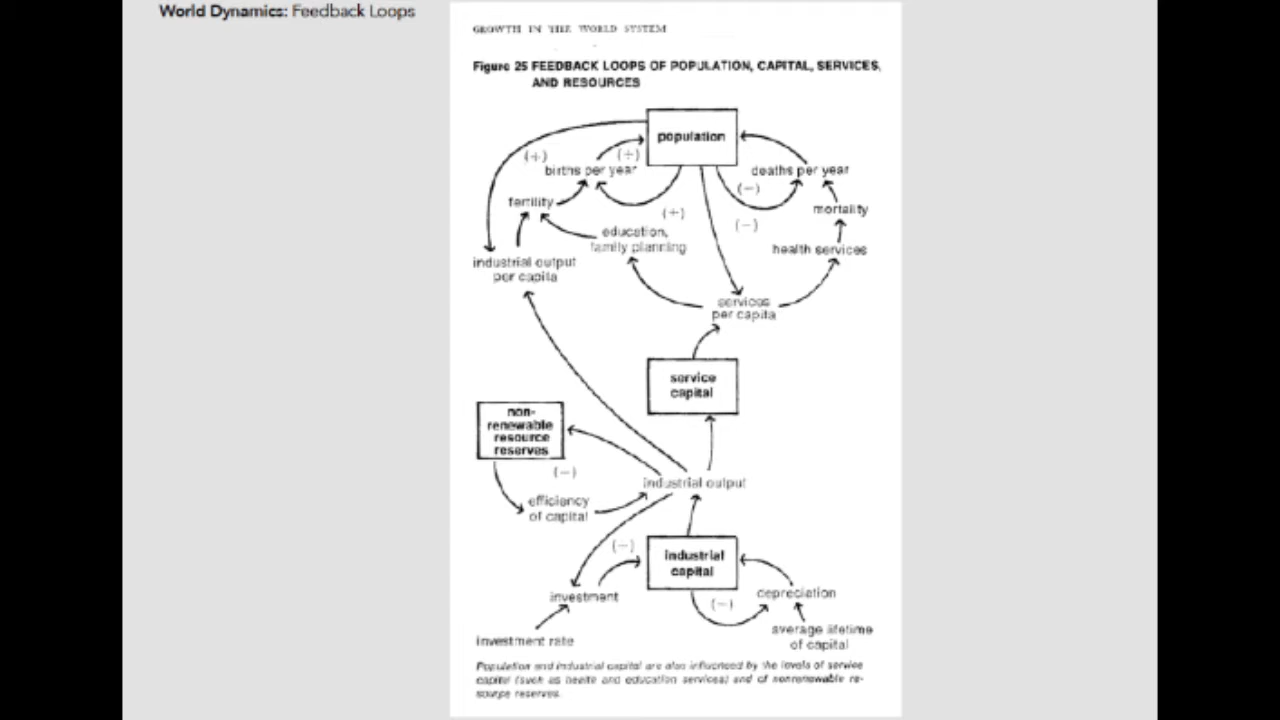 World Dynamics: Feedback Loops
GROWTH IN THE WORLD SYSTEM
Figure 25 FEEDBACK LOOPS OF POPULATION, CAPITAL, SERVICES,
AND RESOURCES
population
(+)
(+)
births per year
deaths per year
(−)
fertility
(+)
mortality
(−)
education,
family planning
health services
industrial output
per capita
services
per capita
service
capital
non-
renewable
resource
reserves
(−)
industrial output
efficiency
of capital
(−)
industrial
capital
investment
(−)
depreciation
investment rate
average lifetime
of capital
Population and industrial capital are also influenced by the levels of service
capital (such as health and education services) and of nonrenewable re-
source reserves.